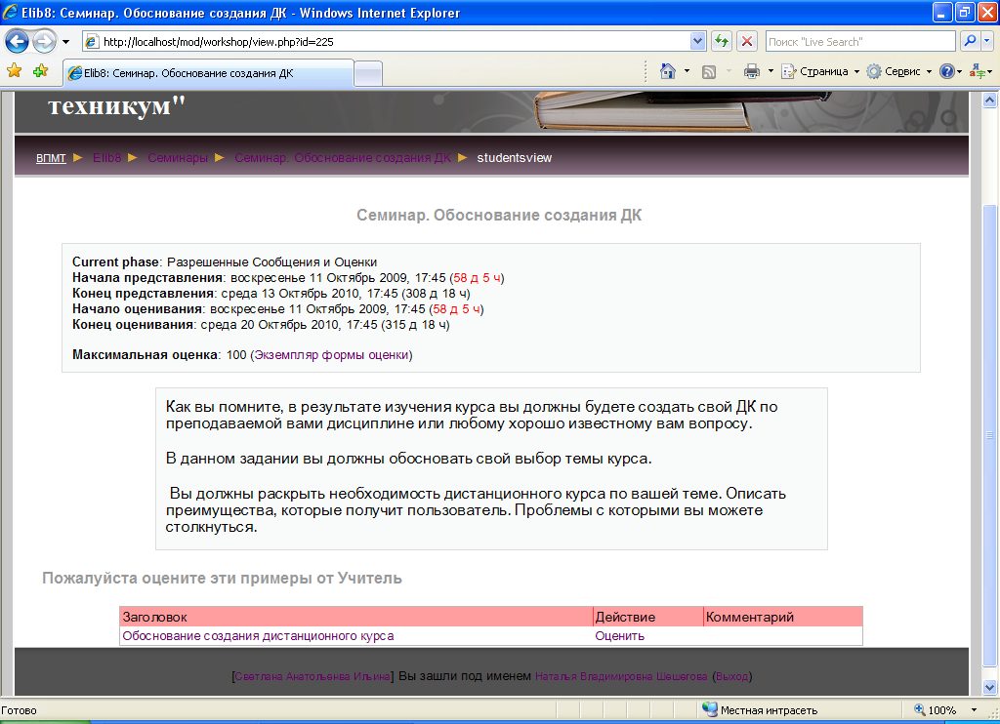 Elib8: Семинар. Обоснование создания ДК - Windows Internet Explorer
http://localhost/mod/workshop/view.php?id=225
Поиск "Live Search"
Elib8: Семинар. Обоснование создания ДК
Страница
Сервис
техникум"
ВПМТ Elib8 Семинары Семинар. Обоснование создания ДК studentsview
Семинар. Обоснование создания ДК
Current phase: Разрешенные Сообщения и Оценки
Начала представления: воскресенье 11 Октябрь 2009, 17:45 (58 д 5 ч)
Конец представления: среда 13 Октябрь 2010, 17:45 (308 д 18 ч)
Начало оценивания: воскресенье 11 Октябрь 2009, 17:45 (58 д 5 ч)
Конец оценивания: среда 20 Октябрь 2010, 17:45 (315 д 18 ч)
Максимальная оценка: 100 (Экземпляр формы оценки)
Как вы помните, в результате изучения курса вы должны будете создать свой ДК по
преподаваемой вами дисциплине или любому хорошо известному вам вопросу.
В данном задании вы должны обосновать свой выбор темы курса.
Вы должны раскрыть необходимость дистанционного курса по вашей теме. Описать
преимущества, которые получит пользователь. Проблемы с которыми вы можете
столкнуться.
Пожалуйста оцените эти примеры от Учитель
Заголовок Действие Комментарий
Обоснование создания дистанционного курса Оценить
[Светлана Анатольенва Ильина] Вы зашли под именем Наталья Владимировна Шешегова (Выход)
Готово
Местная интрасеть
100%